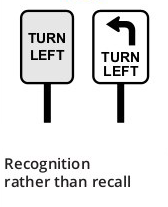 TURN
LEFT
TURN
LEFT
Recognition
rather than recall